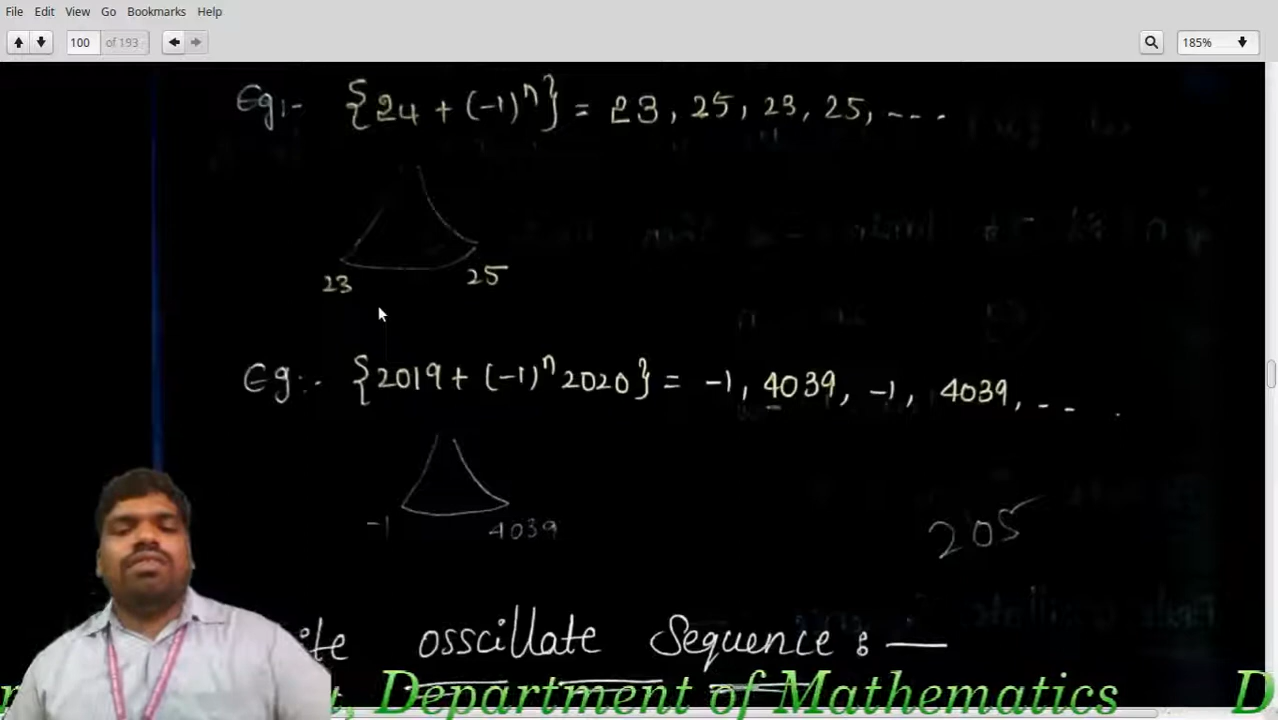 File Edit View Go Bookmarks Help
100 of 193 185%
Eg:- {24 + (-1)ⁿ} = 23, 25, 23, 25, ---
23 25
Eg:- {2019 + (-1)ⁿ 2020} = -1, 4039, -1, 4039, ---
-1 4039
205
osscillate Sequence : —
Department of Mathematics D